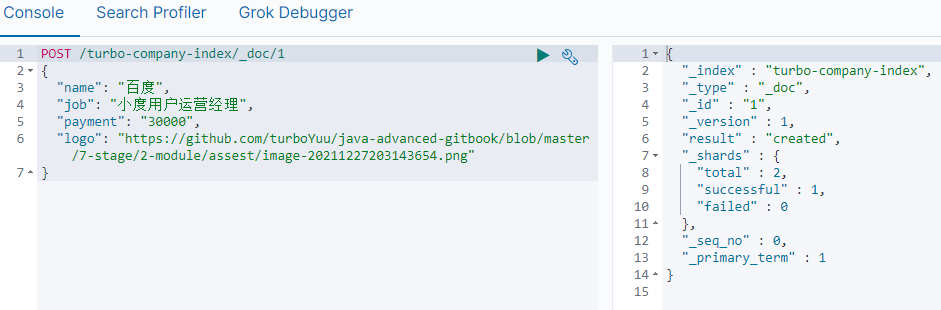 Console Search Profiler Grok Debugger
1 POST /turbo-company-index/_doc/1
2 {
3 "name": "百度",
4 "job": "小度用户运营经理",
5 "payment": "30000",
6 "logo": "https://github.com/turboYuu/java-advanced-gitbook/blob/master
/7-stage/2-module/assest/image-20211227203143654.png"
7 }
1 {
2 "_index" : "turbo-company-index",
3 "_type" : "_doc",
4 "_id" : "1",
5 "_version" : 1,
6 "result" : "created",
7 "_shards" : {
8 "total" : 2,
9 "successful" : 1,
10 "failed" : 0
11 },
12 "_seq_no" : 0,
13 "_primary_term" : 1
14 }
15